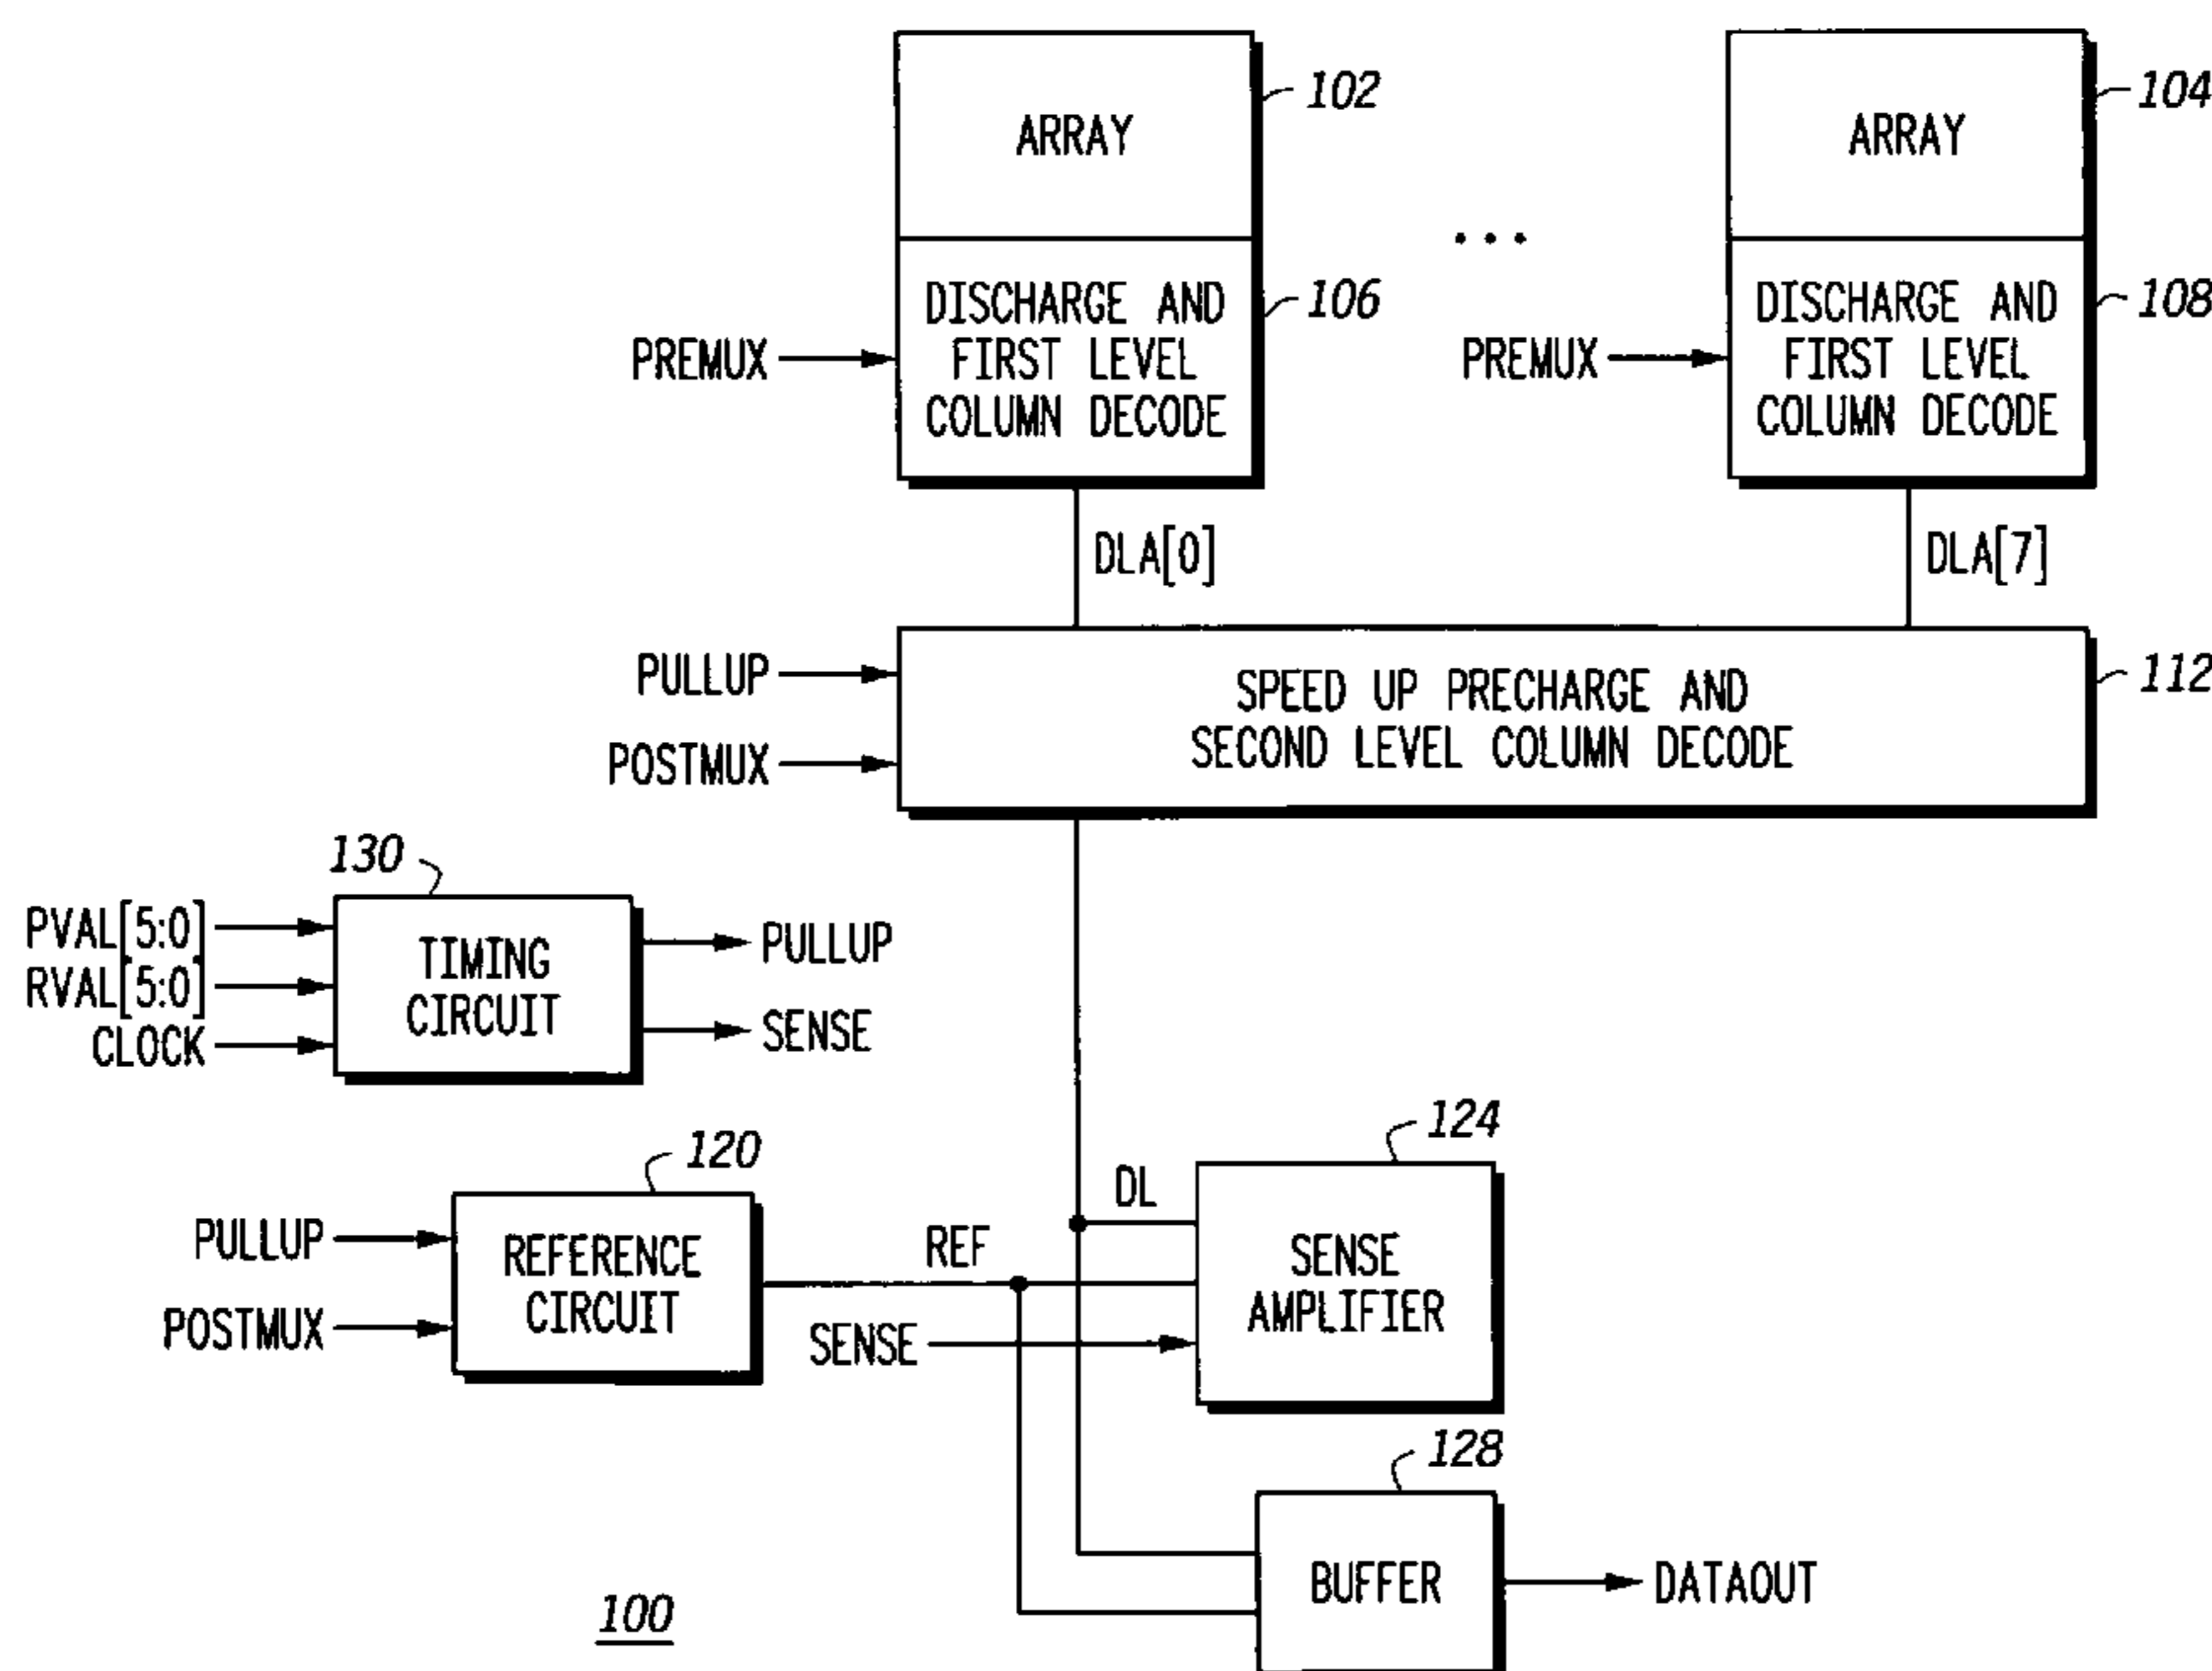 ARRAY
102
ARRAY
104
DISCHARGE AND
FIRST LEVEL
COLUMN DECODE
106
PREMUX
DISCHARGE AND
FIRST LEVEL
COLUMN DECODE
108
PREMUX
DLA[0]
DLA[7]
PULLUP
POSTMUX
SPEED UP PRECHARGE AND
SECOND LEVEL COLUMN DECODE
112
130
PVAL[5:0]
RVAL[5:0]
CLOCK
TIMING
CIRCUIT
PULLUP
SENSE
120
PULLUP
POSTMUX
REFERENCE
CIRCUIT
REF
SENSE
DL
124
SENSE
AMPLIFIER
128
BUFFER
DATAOUT
100